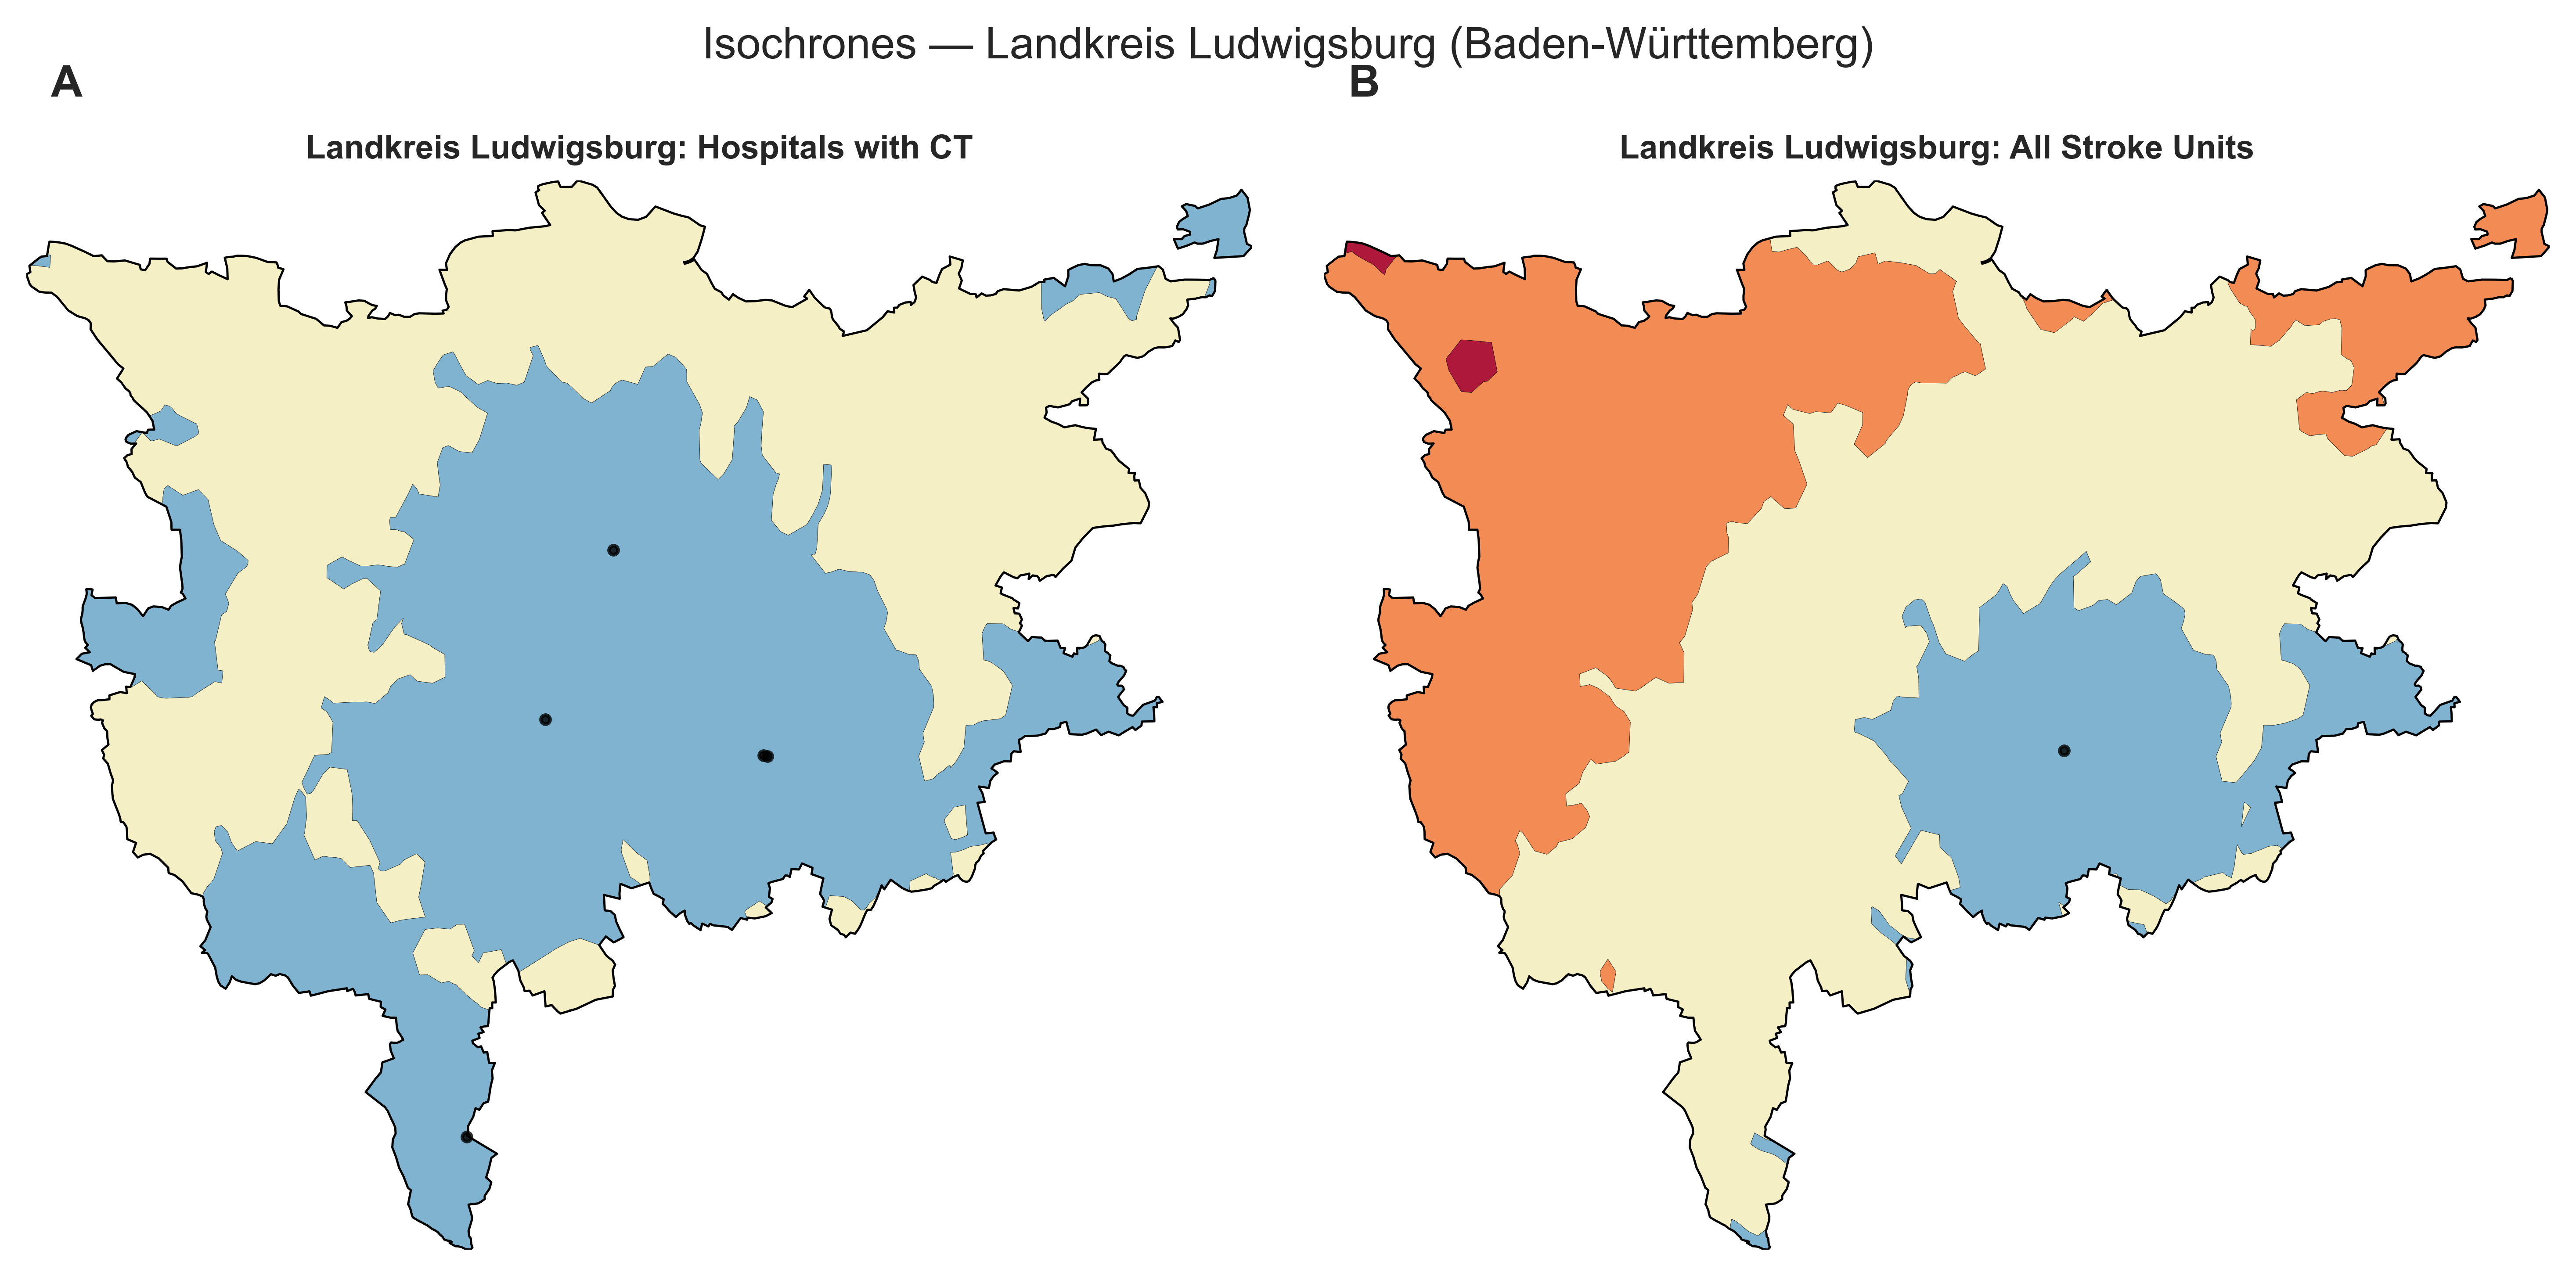 Isochrones — Landkreis Ludwigsburg (Baden-Württemberg)
A
B
Landkreis Ludwigsburg: Hospitals with CT
Landkreis Ludwigsburg: All Stroke Units